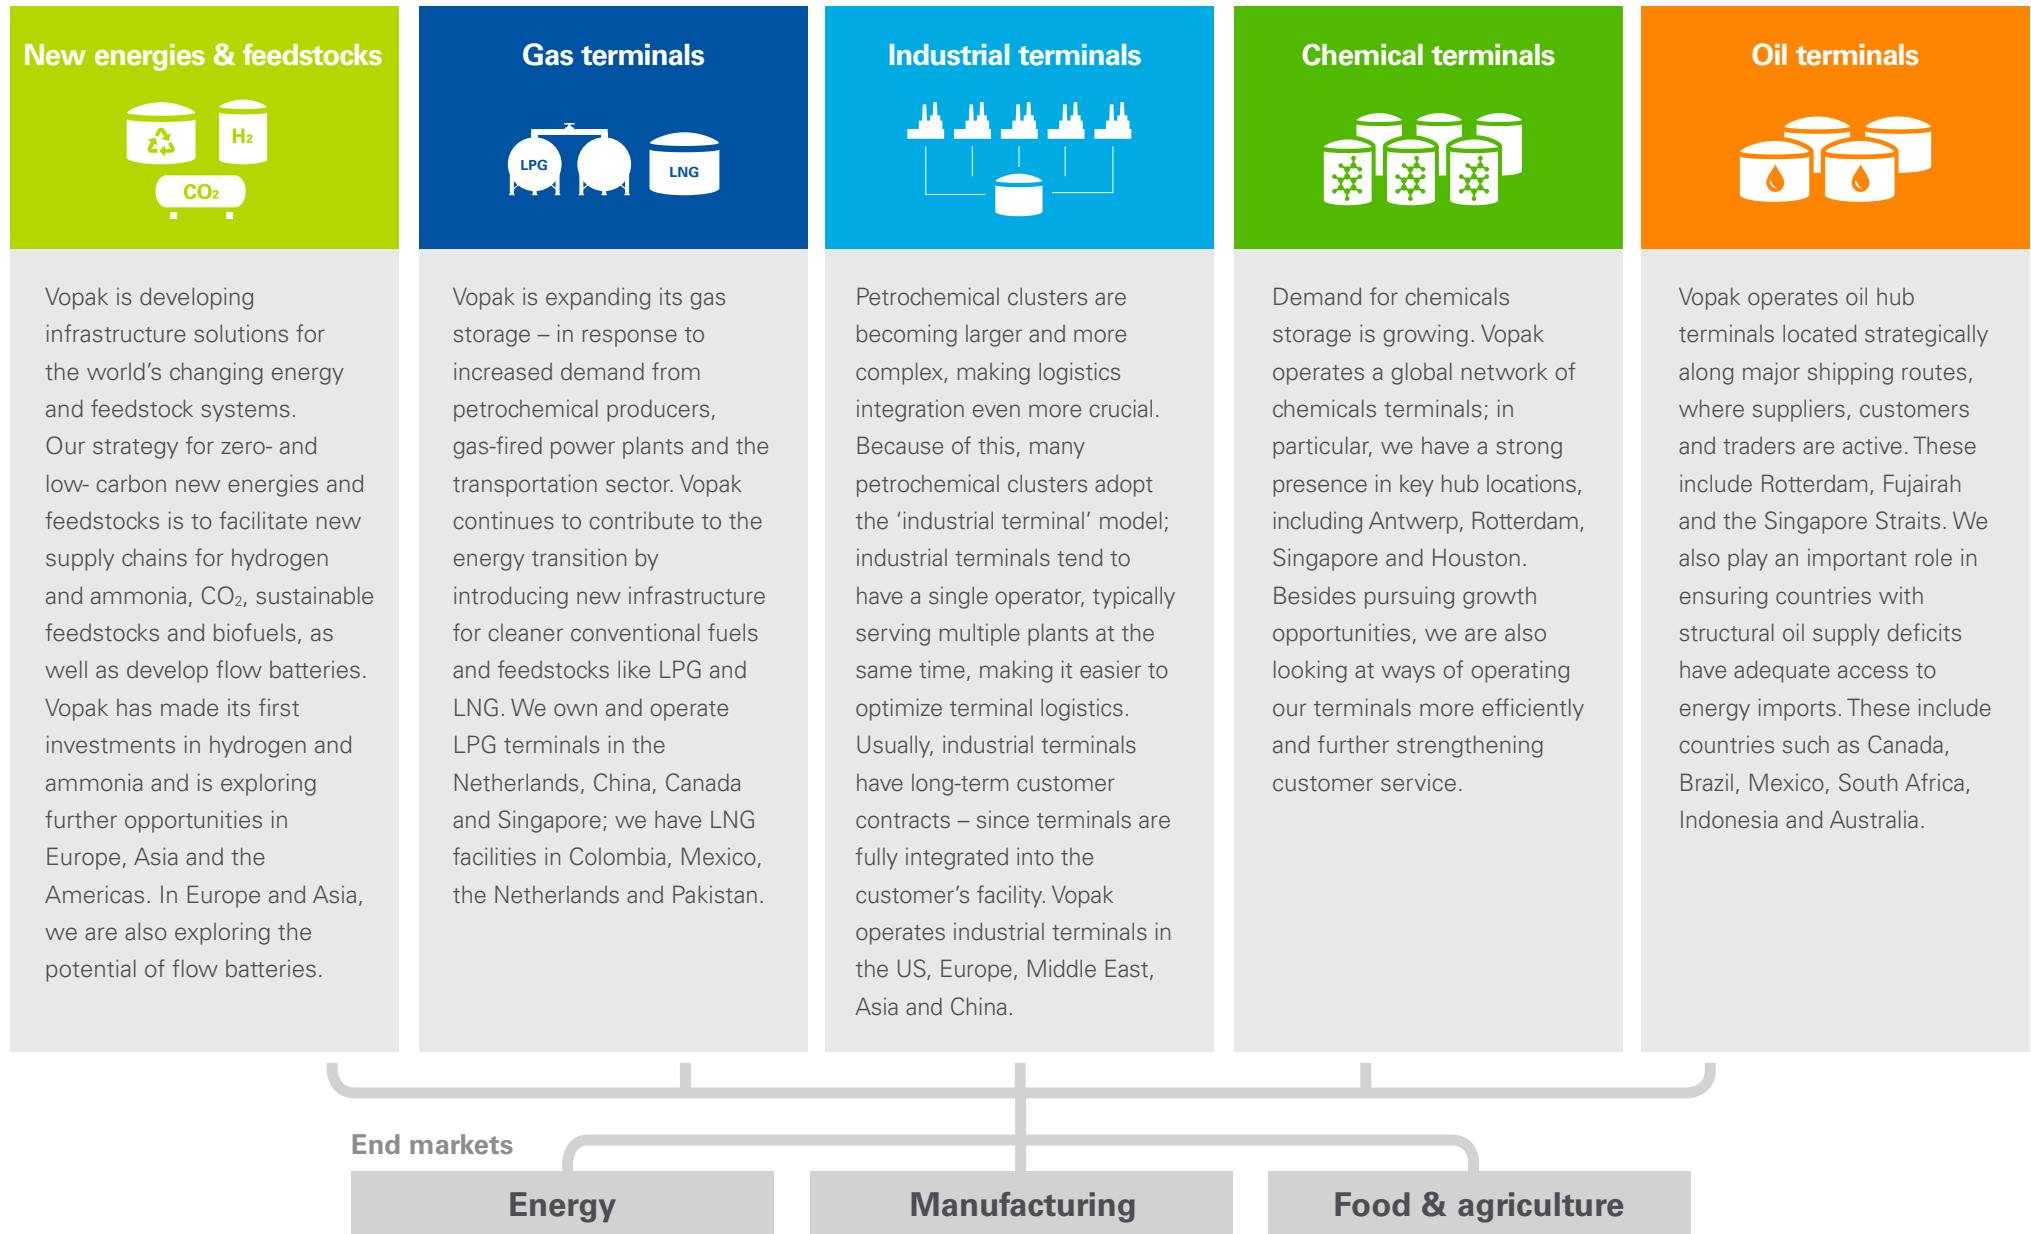 New energies & feedstocks
H2
CO2
Vopak is developing
infrastructure solutions for
the world's changing energy
and feedstock systems.
Our strategy for zero- and
low- carbon new energies and
feedstocks is to facilitate new
supply chains for hydrogen
and ammonia, CO2, sustainable
feedstocks and biofuels, as
well as develop flow batteries.
Vopak has made its first
investments in hydrogen and
ammonia and is exploring
further opportunities in
Europe, Asia and the
Americas. In Europe and Asia,
we are also exploring the
potential of flow batteries.
Gas terminals
LPG
LNG
Vopak is expanding its gas
storage – in response to
increased demand from
petrochemical producers,
gas-fired power plants and the
transportation sector. Vopak
continues to contribute to the
energy transition by
introducing new infrastructure
for cleaner conventional fuels
and feedstocks like LPG and
LNG. We own and operate
LPG terminals in the
Netherlands, China, Canada
and Singapore; we have LNG
facilities in Colombia, Mexico,
the Netherlands and Pakistan.
Industrial terminals
Petrochemical clusters are
becoming larger and more
complex, making logistics
integration even more crucial.
Because of this, many
petrochemical clusters adopt
the ‘industrial terminal’ model;
industrial terminals tend to
have a single operator, typically
serving multiple plants at the
same time, making it easier to
optimize terminal logistics.
Usually, industrial terminals
have long-term customer
contracts – since terminals are
fully integrated into the
customer's facility. Vopak
operates industrial terminals in
the US, Europe, Middle East,
Asia and China.
Chemical terminals
Demand for chemicals
storage is growing. Vopak
operates a global network of
chemicals terminals; in
particular, we have a strong
presence in key hub locations,
including Antwerp, Rotterdam,
Singapore and Houston.
Besides pursuing growth
opportunities, we are also
looking at ways of operating
our terminals more efficiently
and further strengthening
customer service.
Oil terminals
Vopak operates oil hub
terminals located strategically
along major shipping routes,
where suppliers, customers
and traders are active. These
include Rotterdam, Fujairah
and the Singapore Straits. We
also play an important role in
ensuring countries with
structural oil supply deficits
have adequate access to
energy imports. These include
countries such as Canada,
Brazil, Mexico, South Africa,
Indonesia and Australia.
End markets
Energy
Manufacturing
Food & agriculture